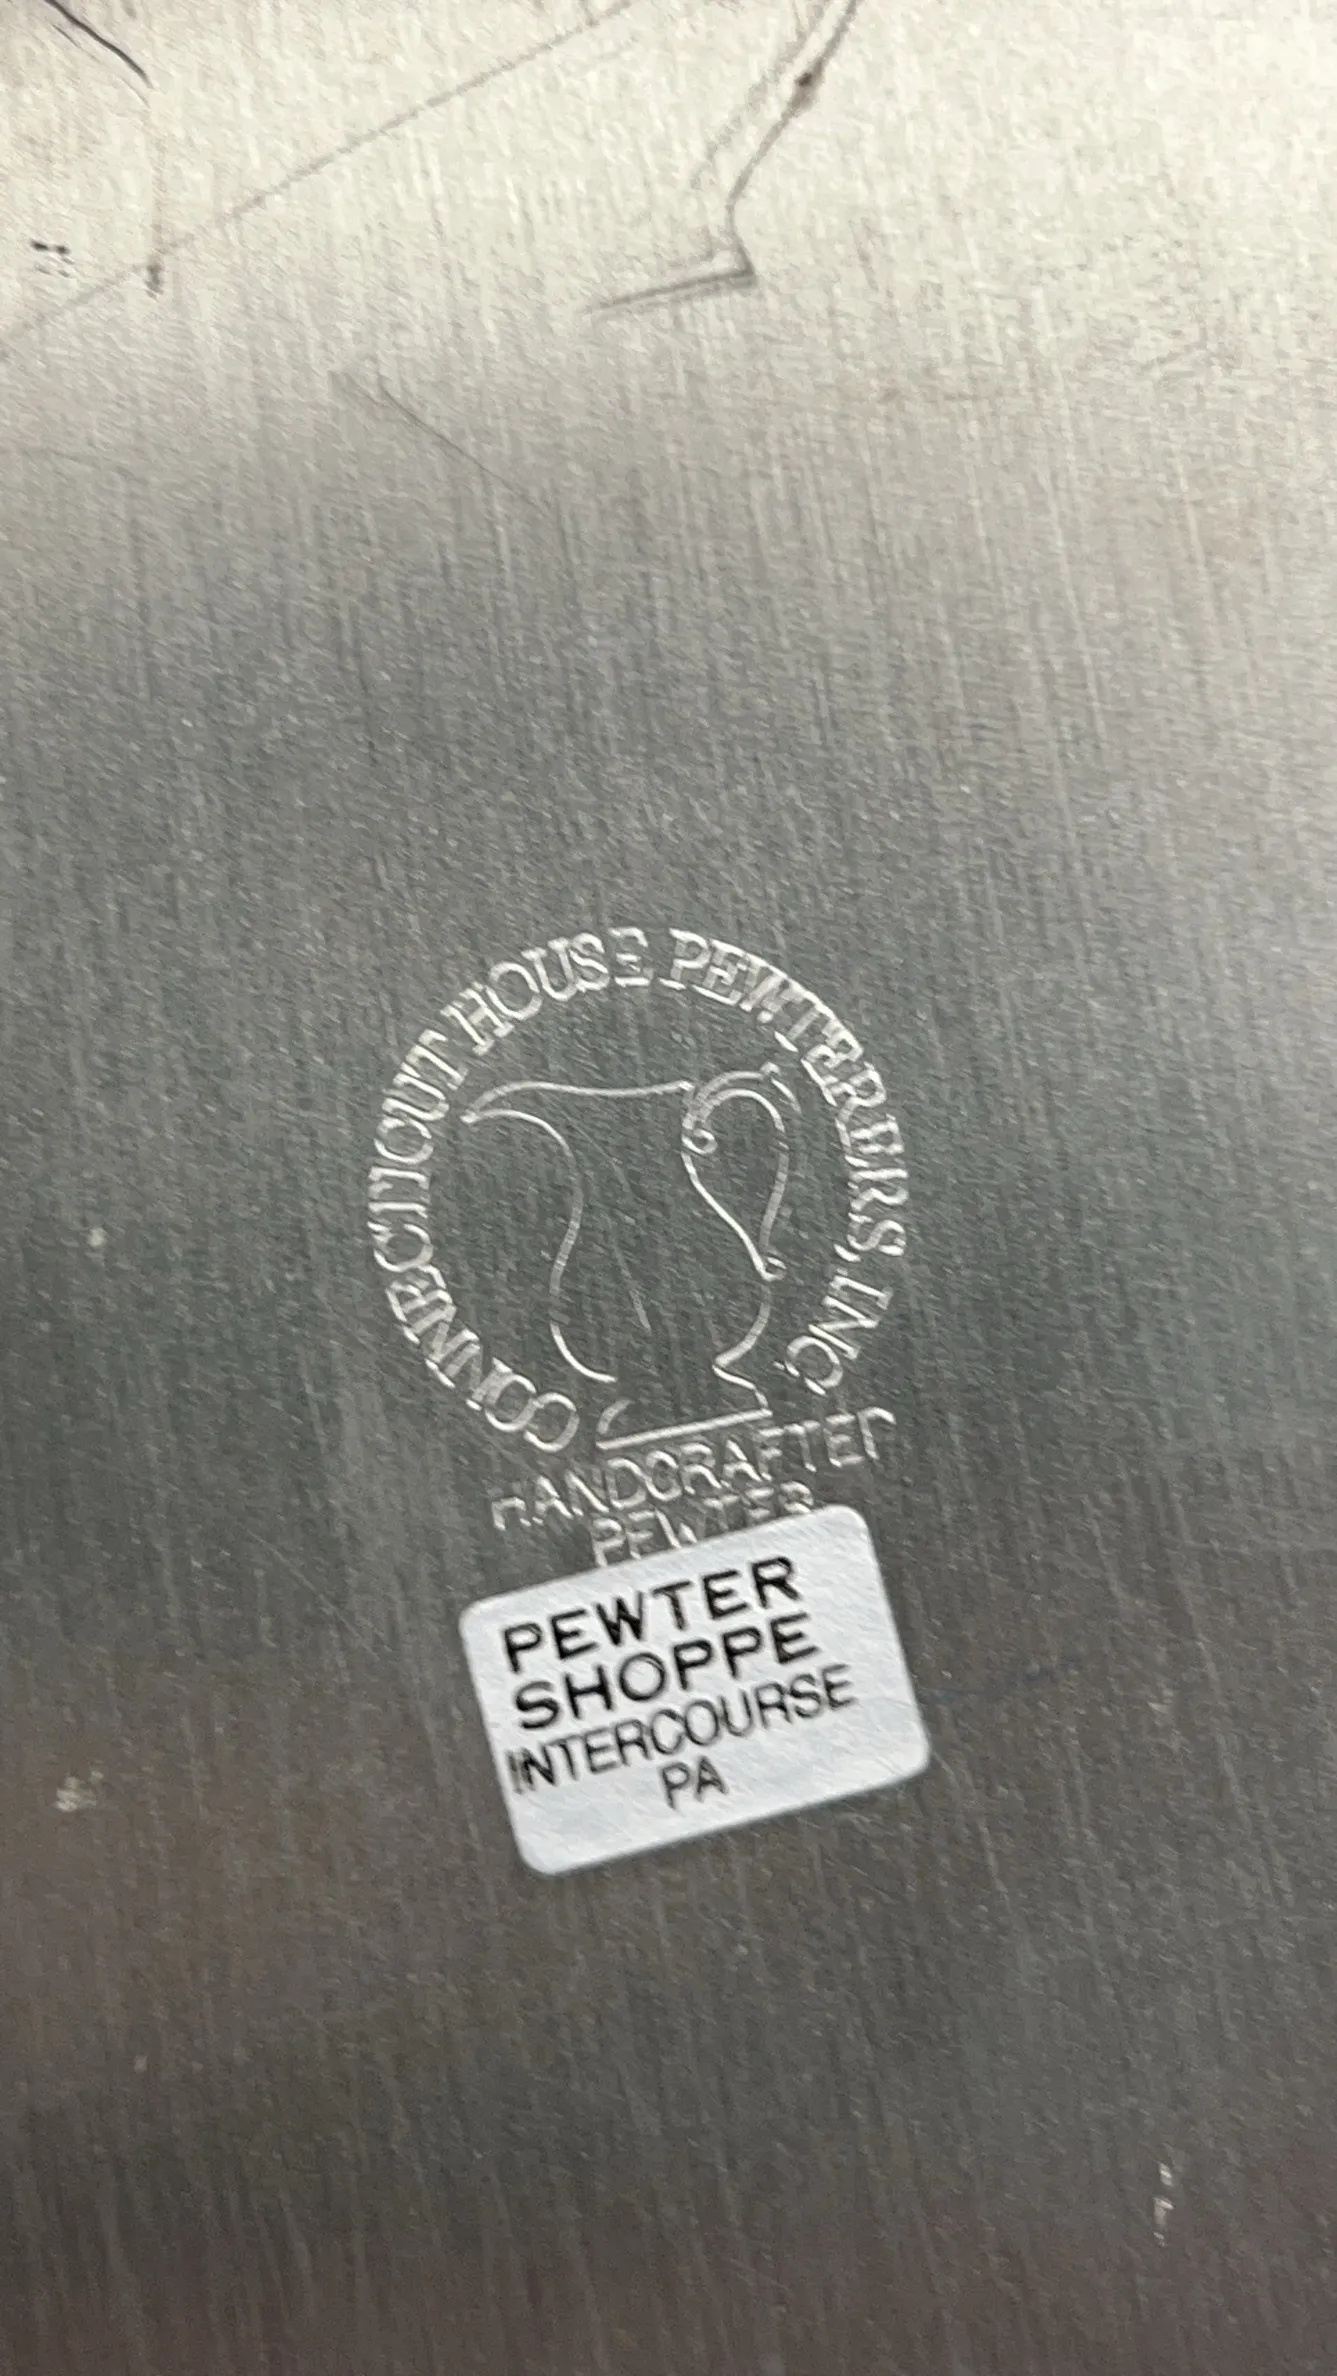 CONNECTICUT HOUSE PEWTERERS, INC.
HANDCRAFTED
PEWTER
PEWTER
SHOPPE
INTERCOURSE
PA